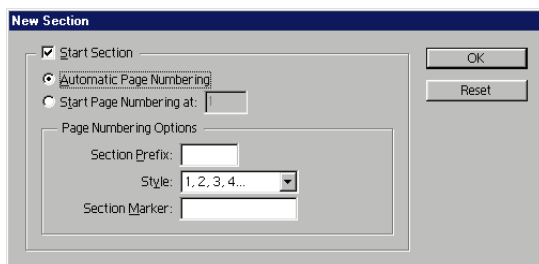 New Section
Start Section
OK
Automatic Page Numbering
Start Page Numbering at: 1
Reset
Page Numbering Options
Section Prefix:
Style: 1, 2, 3, 4...
Section Marker: